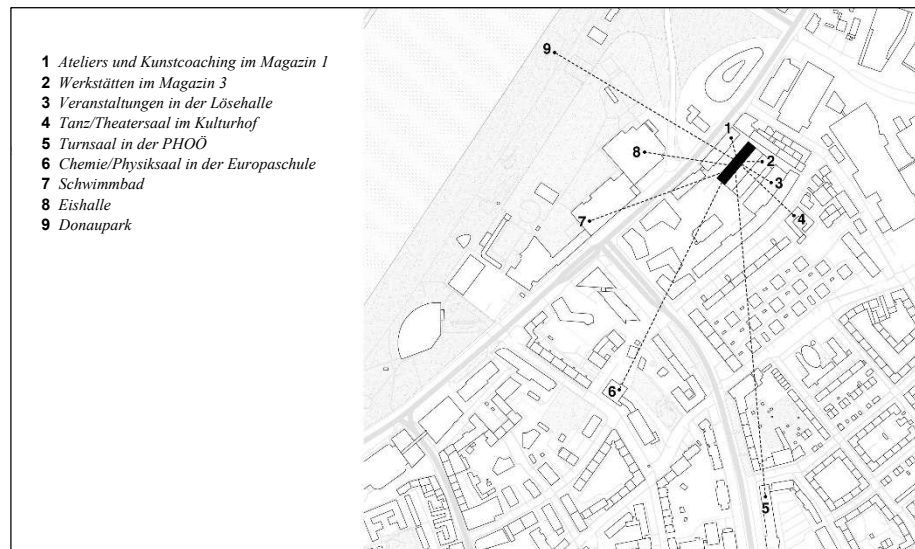 1 Ateliers und Kunstcoaching im Magazin 1
2 Werkstätten im Magazin 3
3 Veranstaltungen in der Lösehalle
4 Tanz/Theatersaal im Kulturhof
5 Turnsaal in der PHOÖ
6 Chemie/Physiksaal in der Europaschule
7 Schwimmbad
8 Eishalle
9 Donaupark
9
1
8
2
3
4
7
6
5